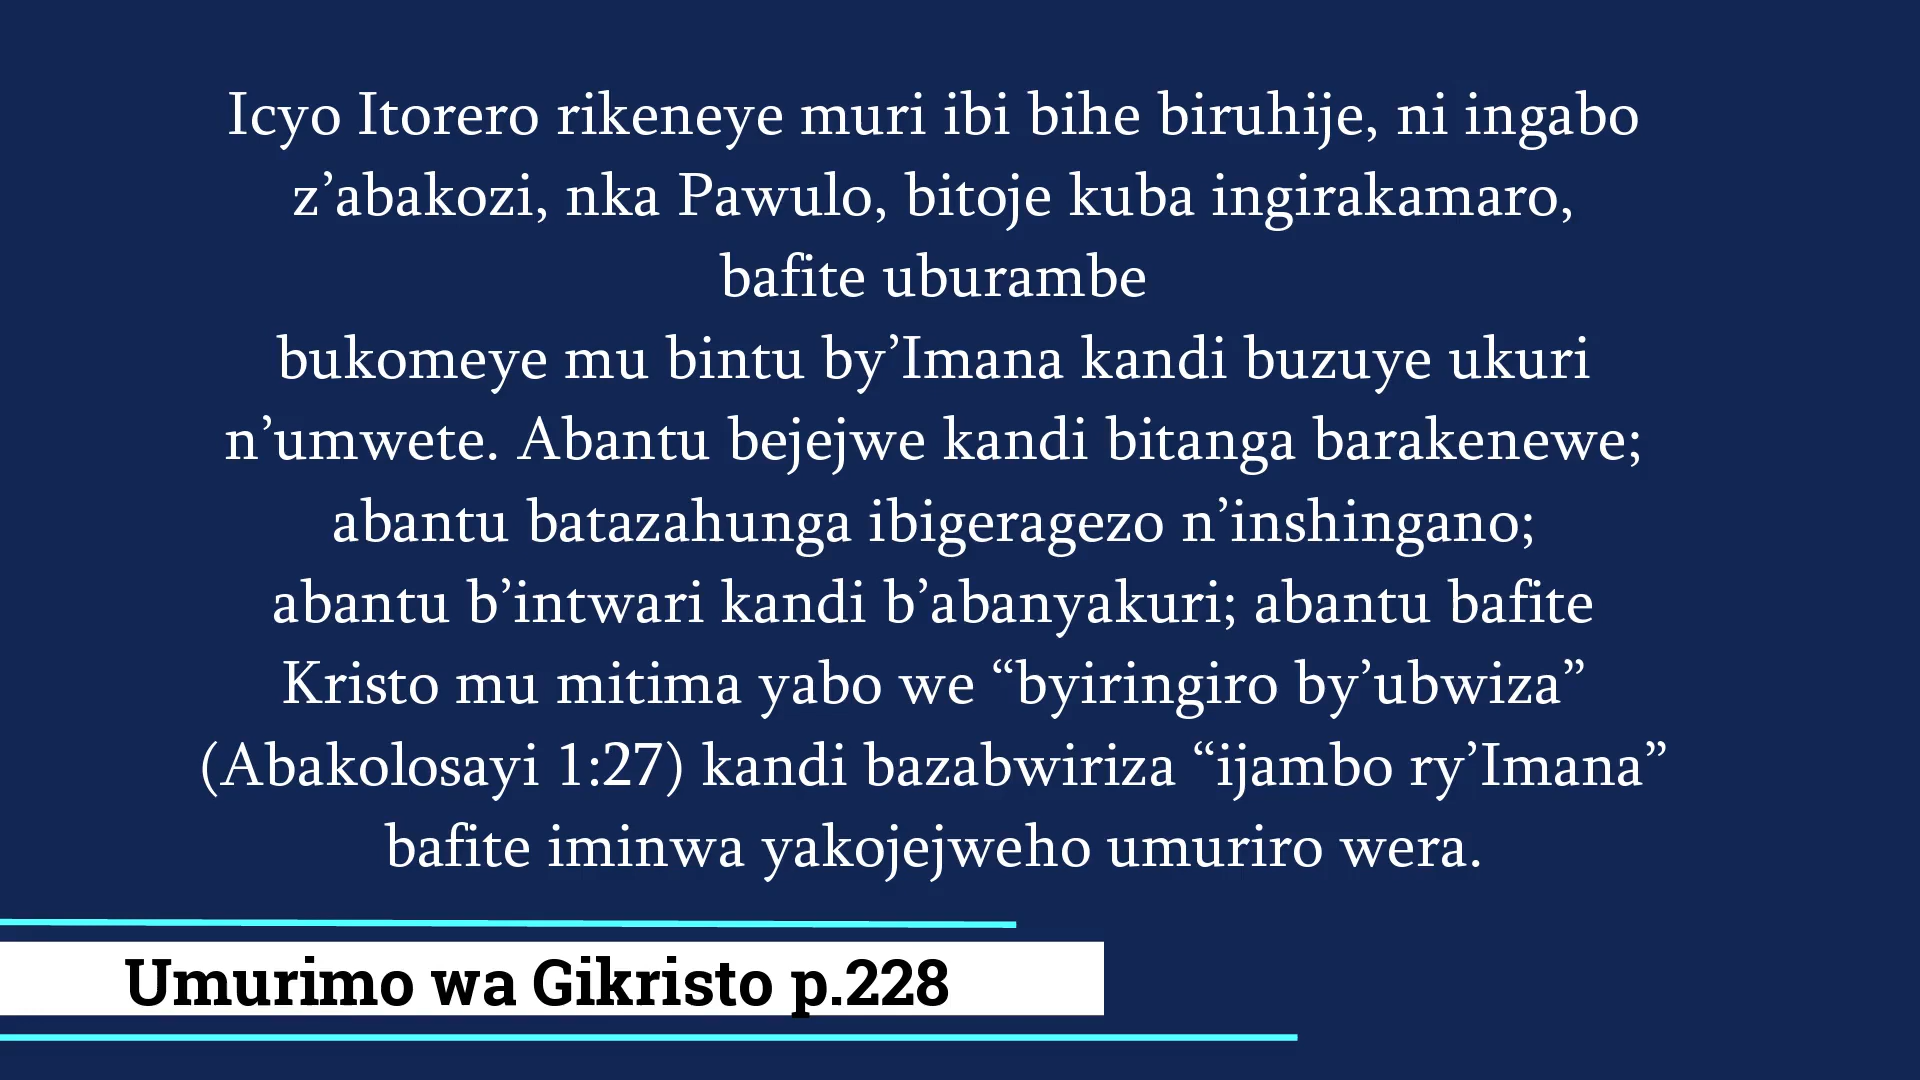 Icyo Itorero rikeneye muri ibi bihe biruhije, ni ingabo
z’abakozi, nka Pawulo, bitoje kuba ingirakamaro,
bafite uburambe
bukomeye mu bintu by’Imana kandi buzuye ukuri
n’umwete. Abantu bejejwe kandi bitanga barakenewe;
abantu batazahunga ibigeragezo n’inshingano;
abantu b’intwari kandi b’abanyakuri; abantu bafite
Kristo mu mitima yabo we “byiringiro by’ubwiza”
(Abakolosayi 1:27) kandi bazabwiriza “ijambo ry’Imana”
bafite iminwa yakojejweho umuriro wera.
Umurimo wa Gikristo p.228